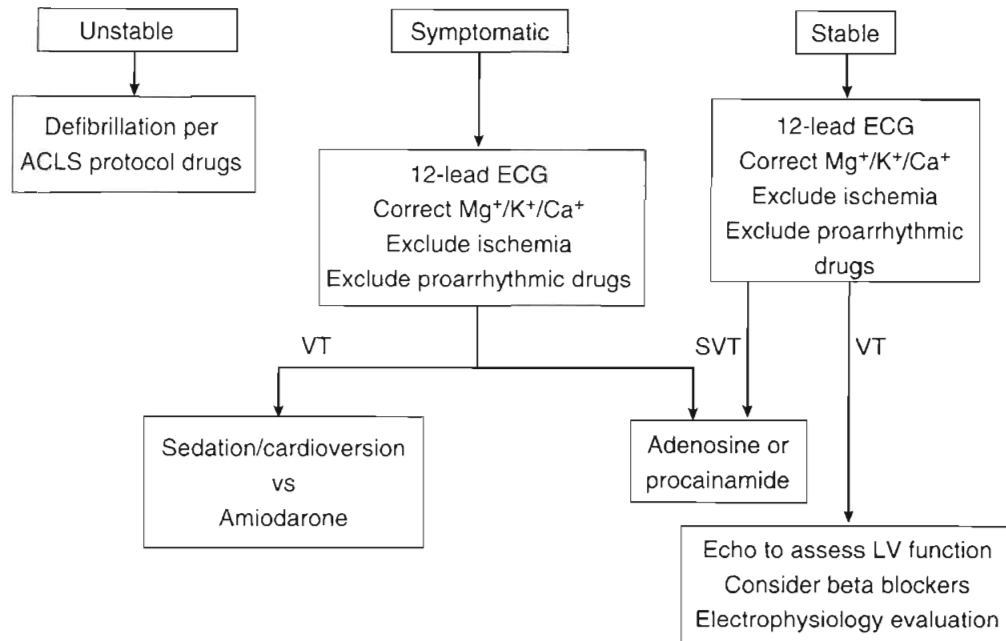 Unstable
Symptomatic
Stable
Defibrillation per
ACLS protocol drugs
12-lead ECG
Correct Mg⁺/K⁺/Ca⁺
Exclude ischemia
Exclude proarrhythmic drugs
12-lead ECG
Correct Mg⁺/K⁺/Ca⁺
Exclude ischemia
Exclude proarrhythmic
drugs
VT
SVT
VT
Sedation/cardioversion
vs
Amiodarone
Adenosine or
procainamide
Echo to assess LV function
Consider beta blockers
Electrophysiology evaluation